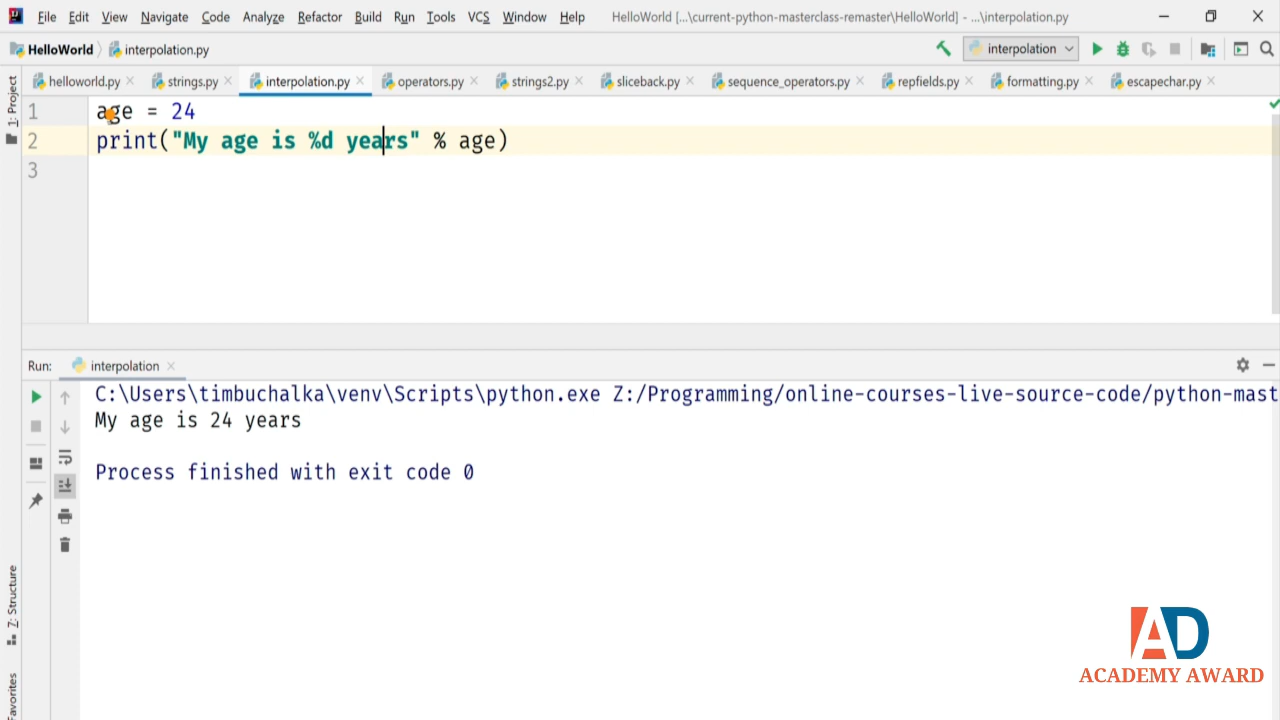 File Edit View Navigate Code Analyze Refactor Build Run Tools VCS Window Help HelloWorld [...\current-python-masterclass-remaster\HelloWorld] - ...\interpolation.py
HelloWorld interpolation.py interpolation
helloworld.py strings.py interpolation.py operators.py strings2.py sliceback.py sequence_operators.py repfields.py formatting.py escapechar.py
1: Project
1 age = 24
2 print("My age is %d years" % age)
3
Run: interpolation
C:\Users\timbuchalka\venv\Scripts\python.exe Z:/Programming/online-courses-live-source-code/python-mast
My age is 24 years
Process finished with exit code 0
Z: Structure
Favorites
AD
ACADEMY AWARD